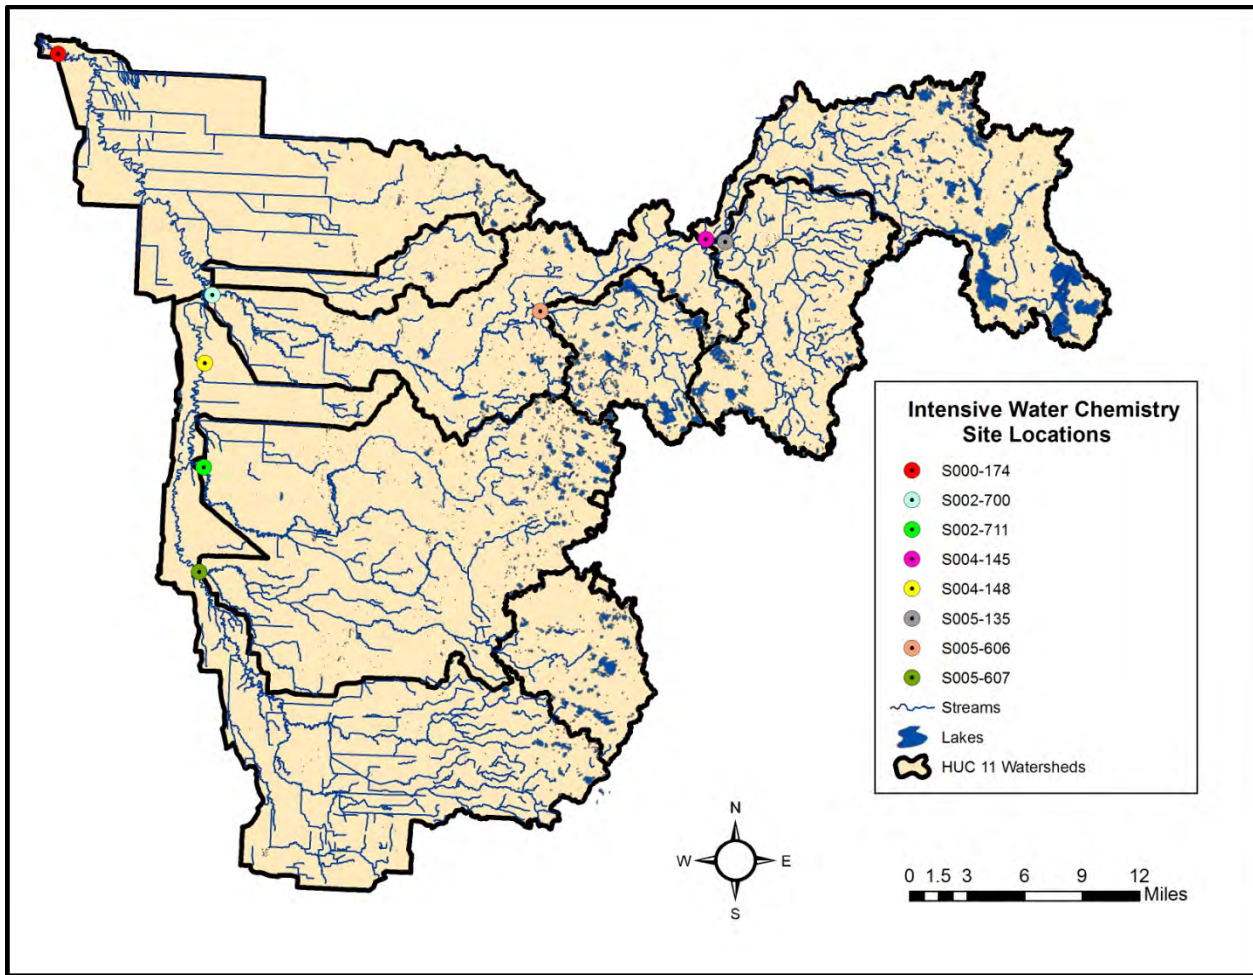 Intensive Water Chemistry
Site Locations
S000-174
S002-700
S002-711
S004-145
S004-148
S005-135
S005-606
S005-607
Streams
Lakes
HUC 11 Watersheds
N
W E
S
0 1.5 3 6 9 12
Miles